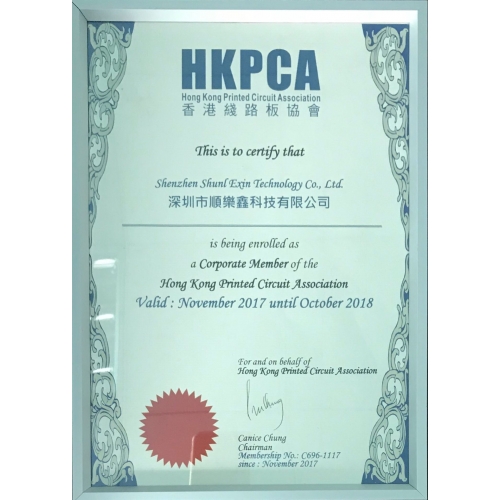 HKPCA
Hong Kong Printed Circuit Association
香港綫路板協會
This is to certify that
Shenzhen Shunl Exin Technology Co., Ltd.
深圳市順樂鑫科技有限公司
is being enrolled as
a Corporate Member of the
Hong Kong Printed Circuit Association
Valid : November 2017 until October 2018
For and on behalf of
Hong Kong Printed Circuit Association
Canice Chung
Chairman
Membership No.: C696-1117
since : November 2017